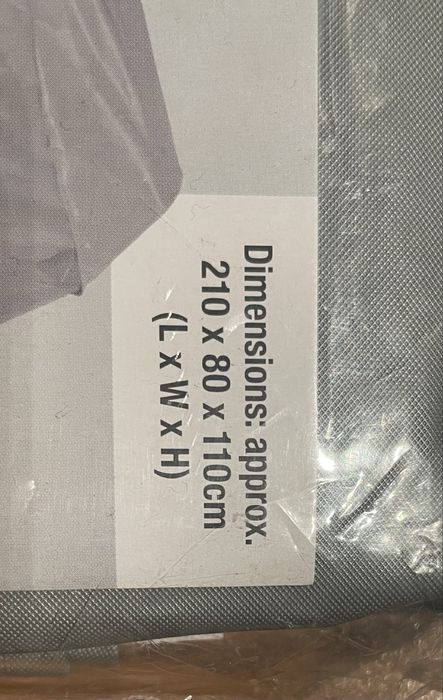 Dimensions: approx.
210 x 80 x 110cm
(L x W x H)